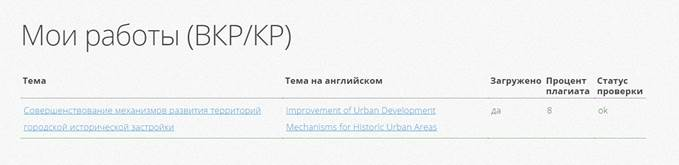 Мои работы (ВКР/КР)
Тема Тема на английском Загружено Процент плагиата Статус проверки
Совершенствование механизмов развития территорий городской исторической застройки
Improvement of Urban Development Mechanisms for Historic Urban Areas
да 8 ok